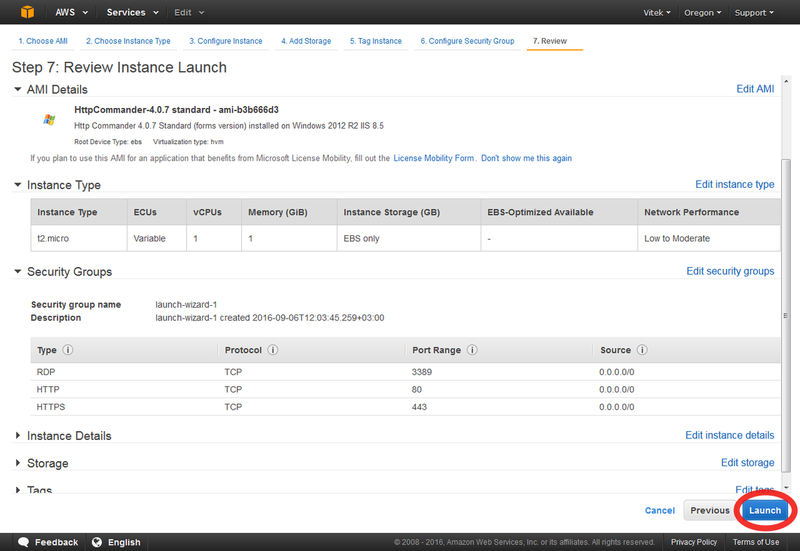 AWS Services Edit Vitek Oregon Support
1. Choose AMI 2. Choose Instance Type 3. Configure Instance 4. Add Storage 5. Tag Instance 6. Configure Security Group 7. Review
Step 7: Review Instance Launch
AMI Details Edit AMI
HttpCommander-4.0.7 standard - ami-b3b666d3
Http Commander 4.0.7 Standard (forms version) installed on Windows 2012 R2 IIS 8.5
Root Device Type: ebs Virtualization type: hvm
If you plan to use this AMI for an application that benefits from Microsoft License Mobility, fill out the License Mobility Form. Don't show me this again
Instance Type Edit instance type
Instance Type ECUs vCPUs Memory (GiB) Instance Storage (GB) EBS-Optimized Available Network Performance
t2.micro Variable 1 1 EBS only - Low to Moderate
Security Groups Edit security groups
Security group name launch-wizard-1
Description launch-wizard-1 created 2016-09-06T12:03:45.259+03:00
Type i Protocol i Port Range i Source i
RDP TCP 3389 0.0.0.0/0
HTTP TCP 80 0.0.0.0/0
HTTPS TCP 443 0.0.0.0/0
Instance Details Edit instance details
Storage Edit storage
Tags Edit tags
Cancel Previous Launch
Feedback English © 2008 - 2016, Amazon Web Services, Inc. or its affiliates. All rights reserved. Privacy Policy Terms of Use